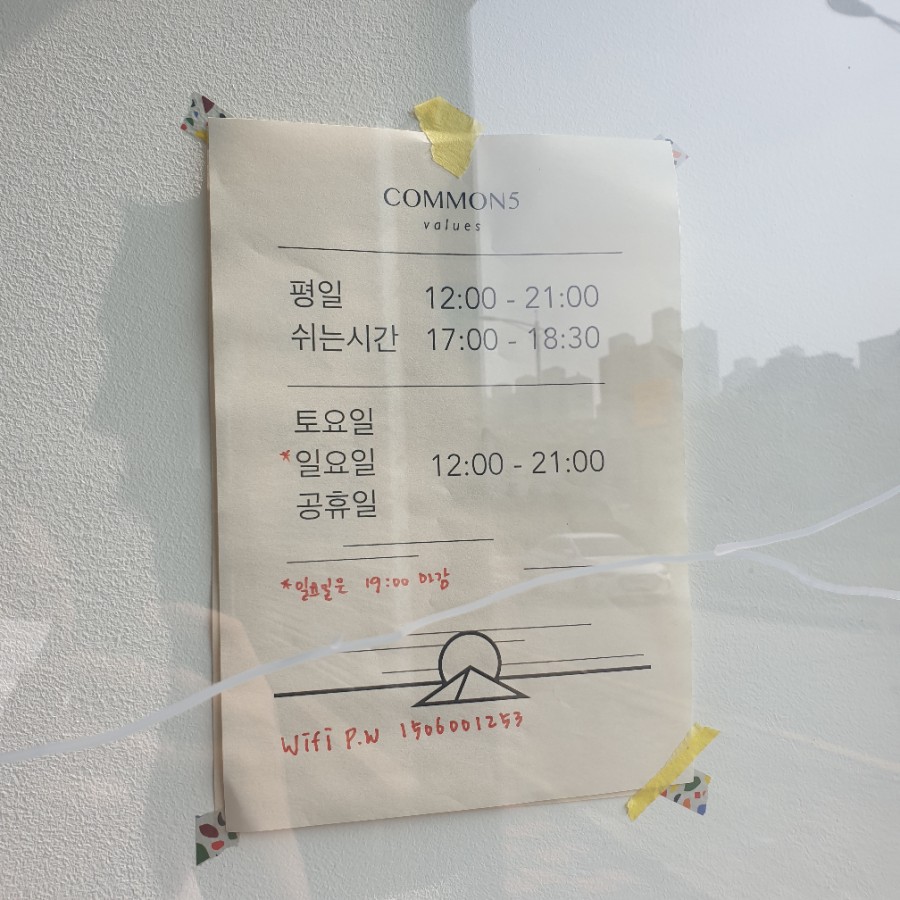 COMMON5
values
평일 12:00 - 21:00
쉬는시간 17:00 - 18:30
토요일
*일요일 12:00 - 21:00
공휴일
*일요일은 19:00 마감
Wifi P.W 1506001253